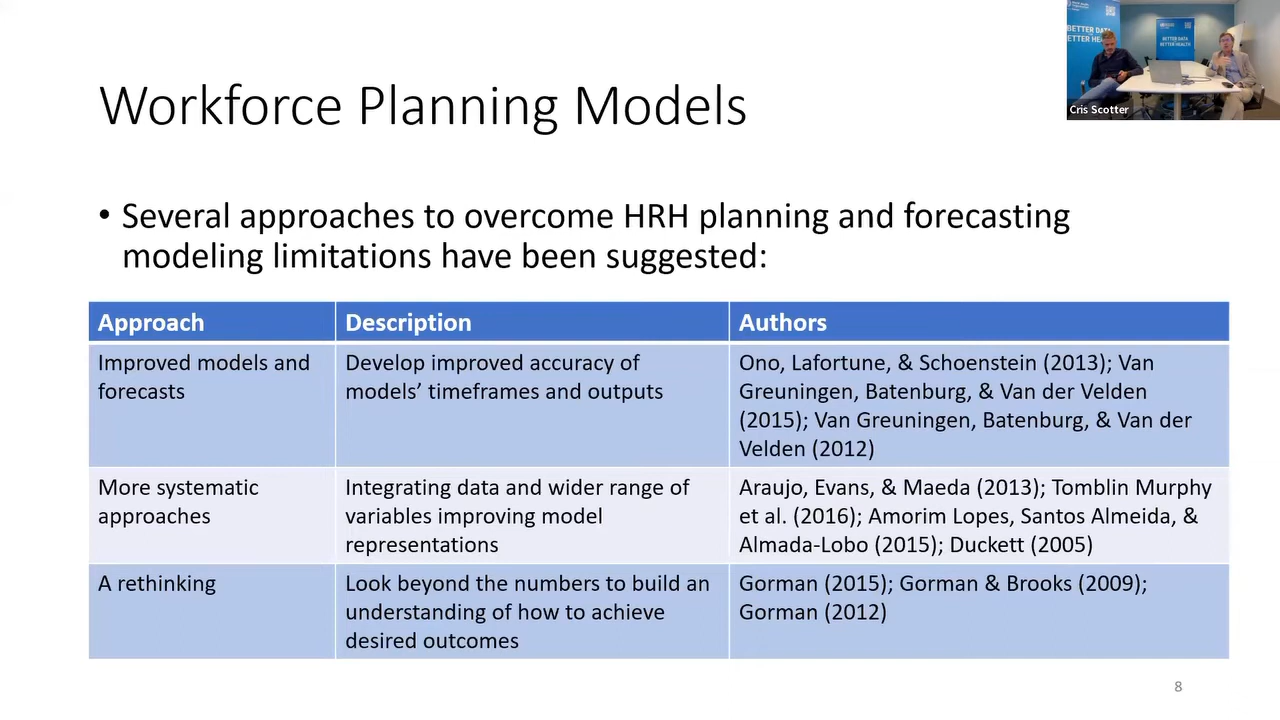 BETTER DATA
BETTER HEA
BETTER DATA
BETTER HEALTH
Cris Scotter
Workforce Planning Models
• Several approaches to overcome HRH planning and forecasting
modeling limitations have been suggested:
Approach
Description
Authors
Improved models and
forecasts
Develop improved accuracy of
models’ timeframes and outputs
Ono, Lafortune, & Schoenstein (2013); Van
Greuningen, Batenburg, & Van der Velden
(2015); Van Greuningen, Batenburg, & Van der
Velden (2012)
More systematic
approaches
Integrating data and wider range of
variables improving model
representations
Araujo, Evans, & Maeda (2013); Tomblin Murphy
et al. (2016); Amorim Lopes, Santos Almeida, &
Almada-Lobo (2015); Duckett (2005)
A rethinking
Look beyond the numbers to build an
understanding of how to achieve
desired outcomes
Gorman (2015); Gorman & Brooks (2009);
Gorman (2012)
8